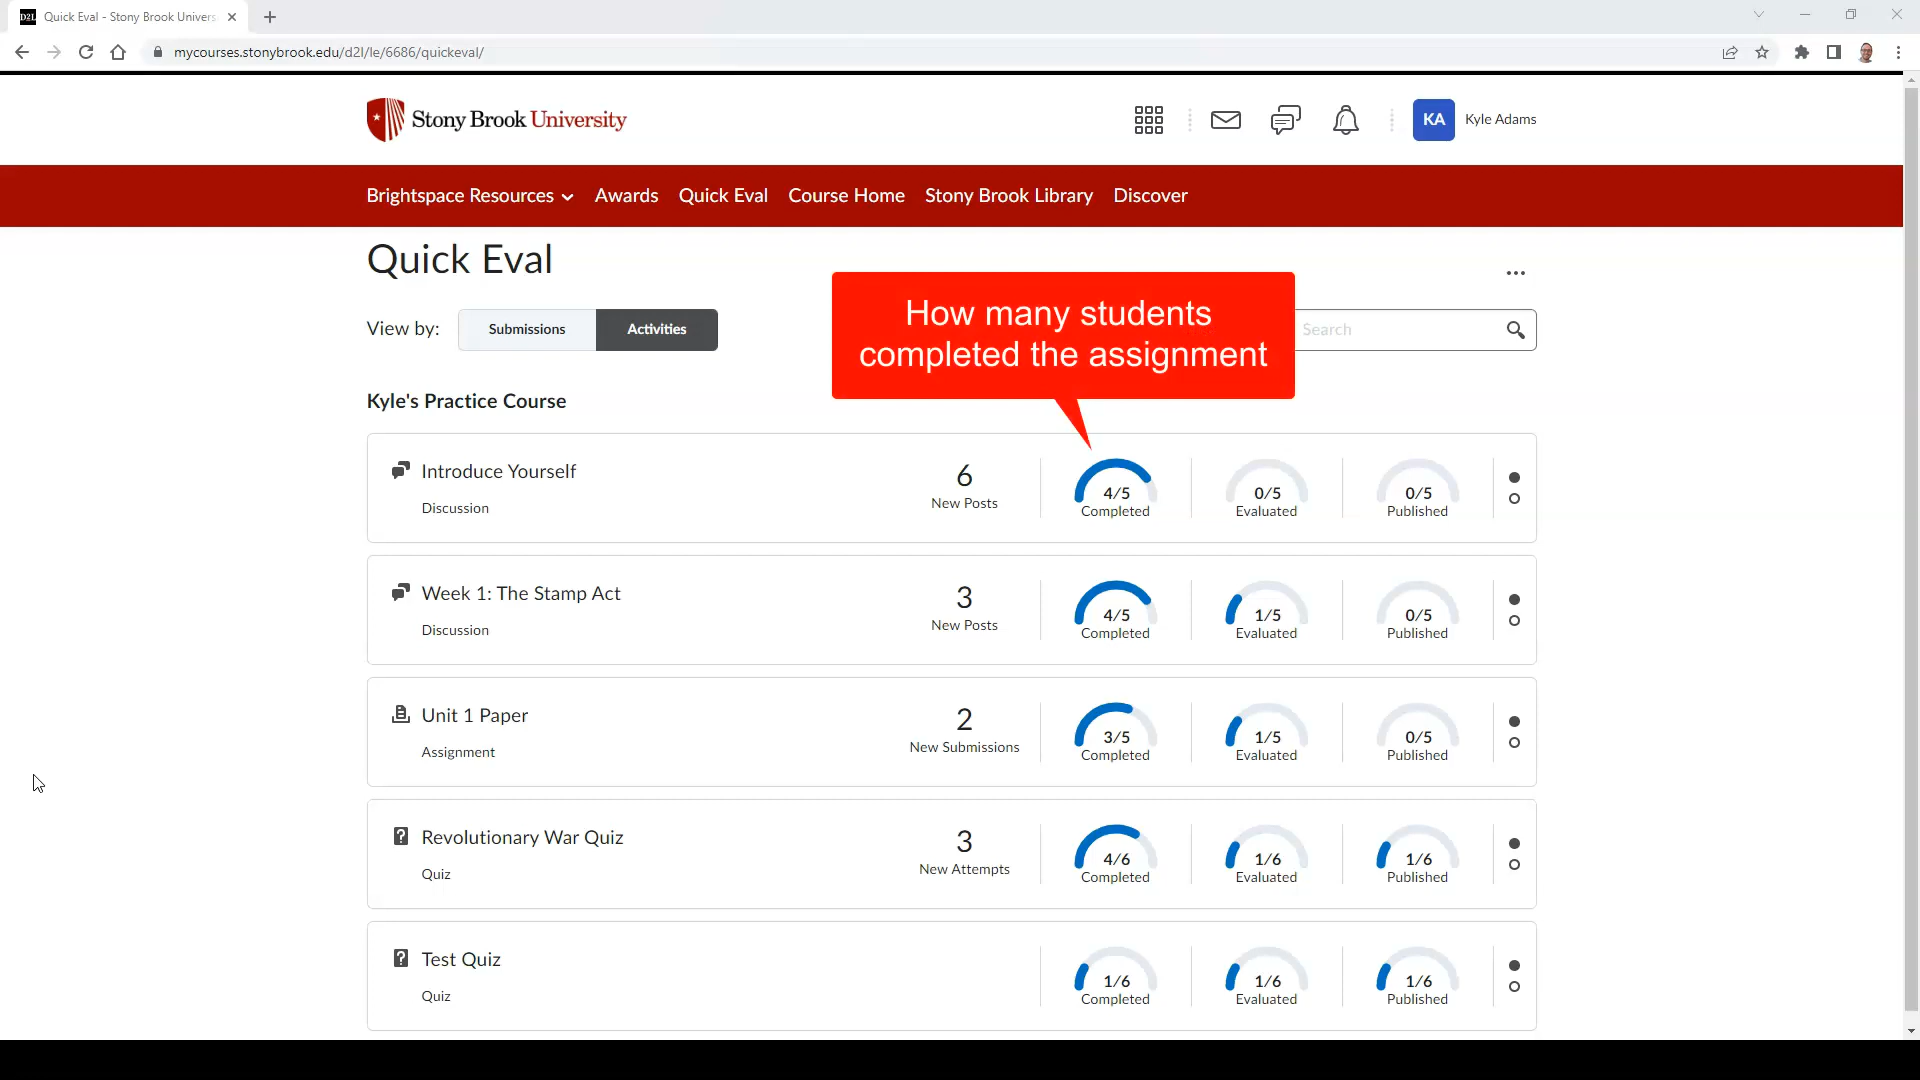 D2L Quick Eval - Stony Brook Univers
mycourses.stonybrook.edu/d2l/le/6686/quickeval/
Stony Brook University
KA Kyle Adams
Brightspace Resources Awards Quick Eval Course Home Stony Brook Library Discover
Quick Eval
How many students
completed the assignment
View by: Submissions Activities Search
Kyle's Practice Course
Introduce Yourself
Discussion
6
New Posts
4/5
Completed
0/5
Evaluated
0/5
Published
Week 1: The Stamp Act
Discussion
3
New Posts
4/5
Completed
1/5
Evaluated
0/5
Published
Unit 1 Paper
Assignment
2
New Submissions
3/5
Completed
1/5
Evaluated
0/5
Published
Revolutionary War Quiz
Quiz
3
New Attempts
4/6
Completed
1/6
Evaluated
1/6
Published
Test Quiz
Quiz
1/6
Completed
1/6
Evaluated
1/6
Published